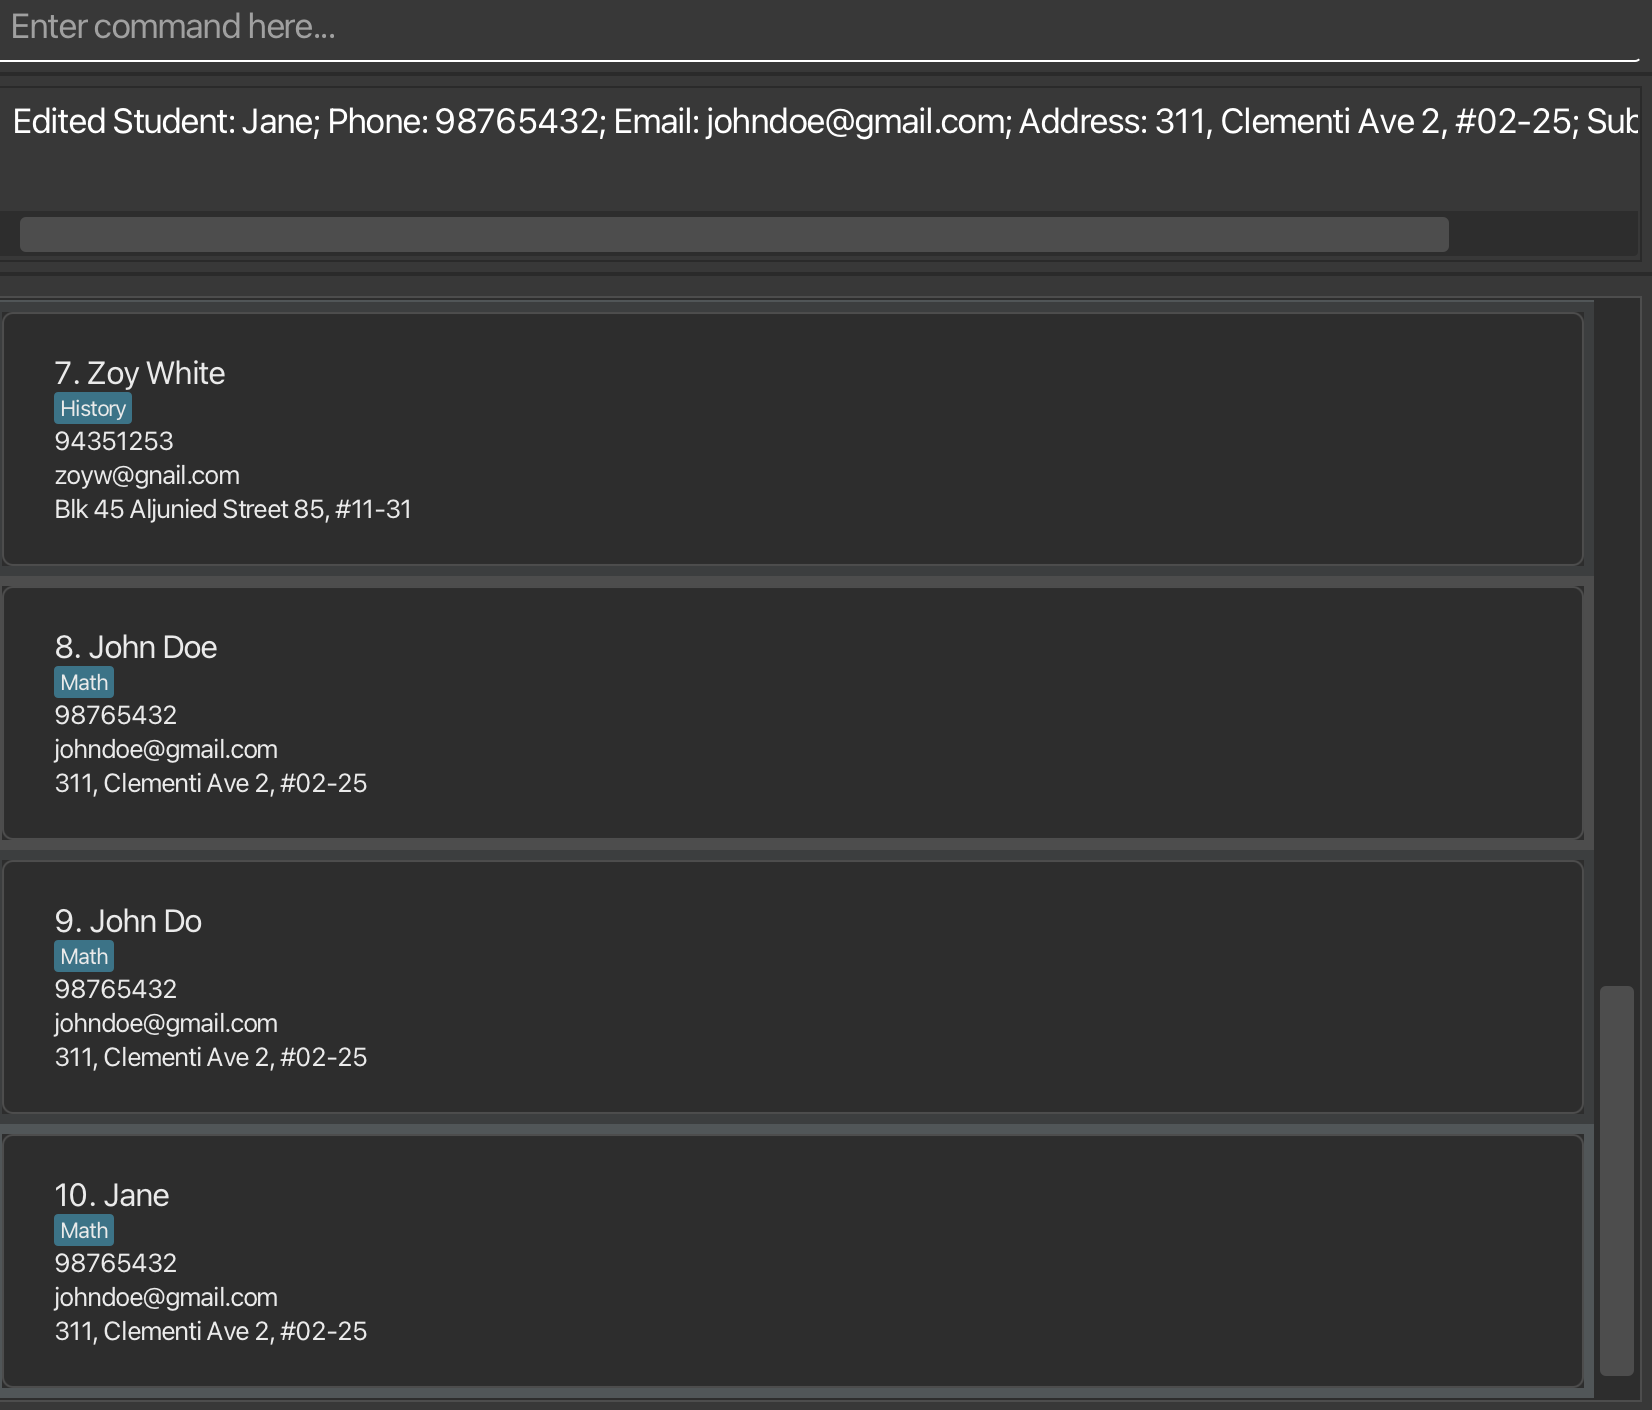 Enter command here...
Edited Student: Jane; Phone: 98765432; Email: johndoe@gmail.com; Address: 311, Clementi Ave 2, #02-25; Sub
7. Zoy White
History
94351253
zoyw@gnail.com
Blk 45 Aljunied Street 85, #11-31
8. John Doe
Math
98765432
johndoe@gmail.com
311, Clementi Ave 2, #02-25
9. John Do
Math
98765432
johndoe@gmail.com
311, Clementi Ave 2, #02-25
10. Jane
Math
98765432
johndoe@gmail.com
311, Clementi Ave 2, #02-25